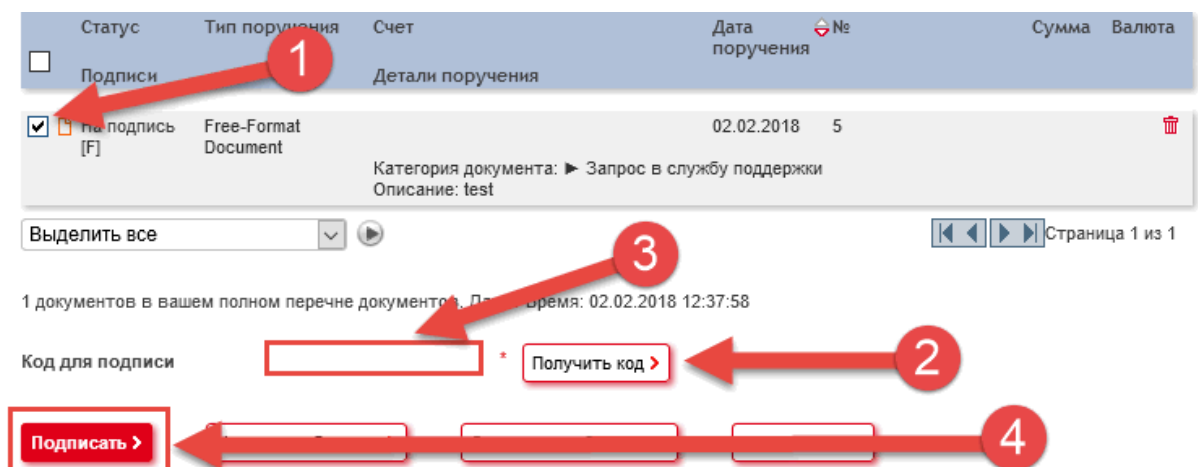 Статус Тип поручения Счет Дата поручения № Сумма Валюта
Подписи Детали поручения
1
На подпись [F] Free-Format Document 02.02.2018 5
Категория документа: ► Запрос в службу поддержки
Описание: test
Выделить все
Страница 1 из 1
3
1 документов в вашем полном перечне документов. Время: 02.02.2018 12:37:58
Код для подписи * Получить код >
2
Подписать >
4